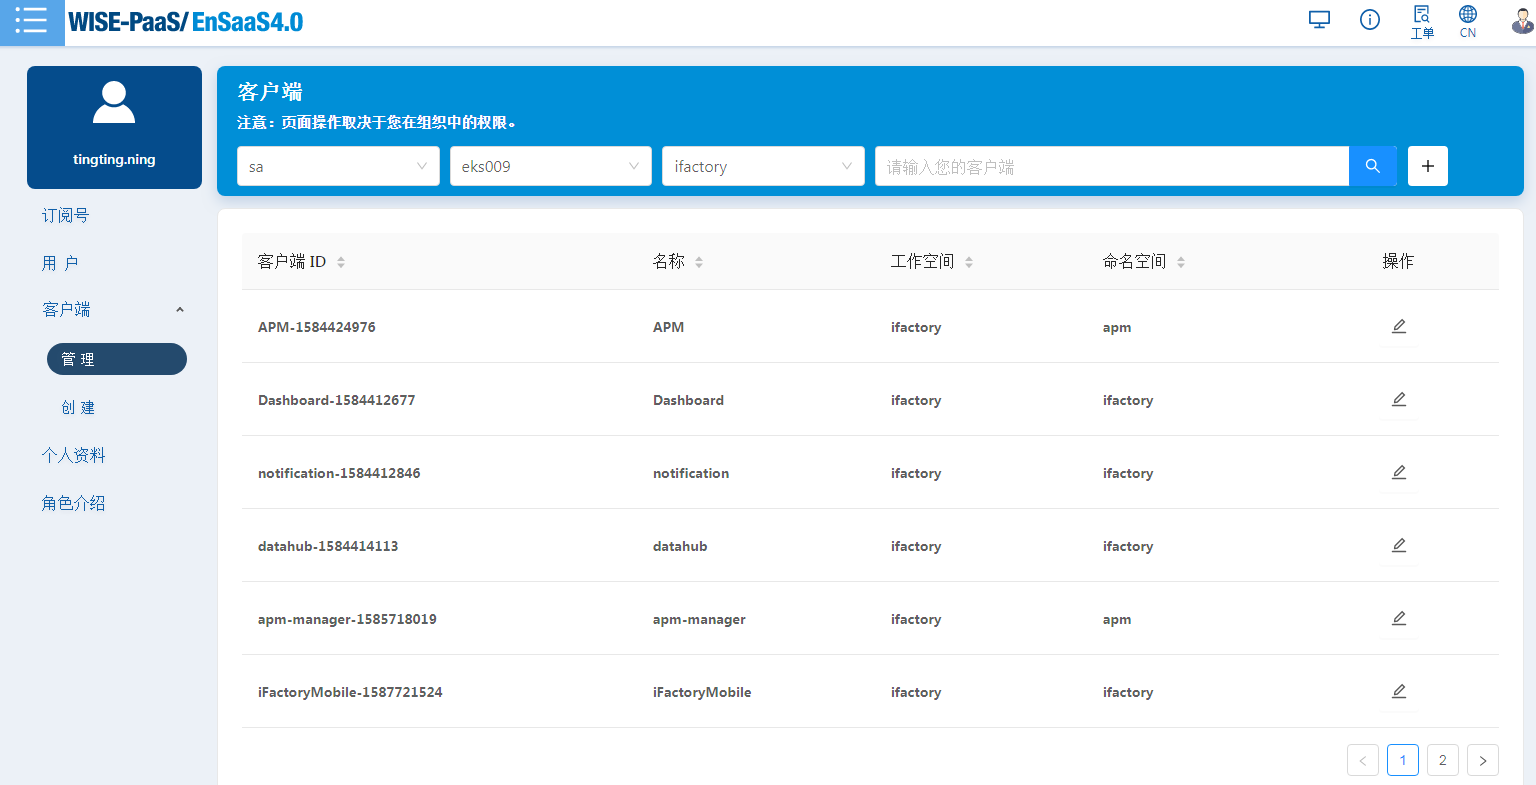 WISE-PaaS/ EnSaaS4.0
工单
CN
tingting.ning
订阅号
用 户
客户端
管 理
创 建
个人资料
角色介绍
客户端
注意：页面操作取决于您在组织中的权限。
sa eks009 ifactory 请输入您的客户端
客户端 ID 名称 工作空间 命名空间 操作
APM-1584424976 APM ifactory apm
Dashboard-1584412677 Dashboard ifactory ifactory
notification-1584412846 notification ifactory ifactory
datahub-1584414113 datahub ifactory ifactory
apm-manager-1585718019 apm-manager ifactory apm
iFactoryMobile-1587721524 iFactoryMobile ifactory ifactory
< 1 2 >